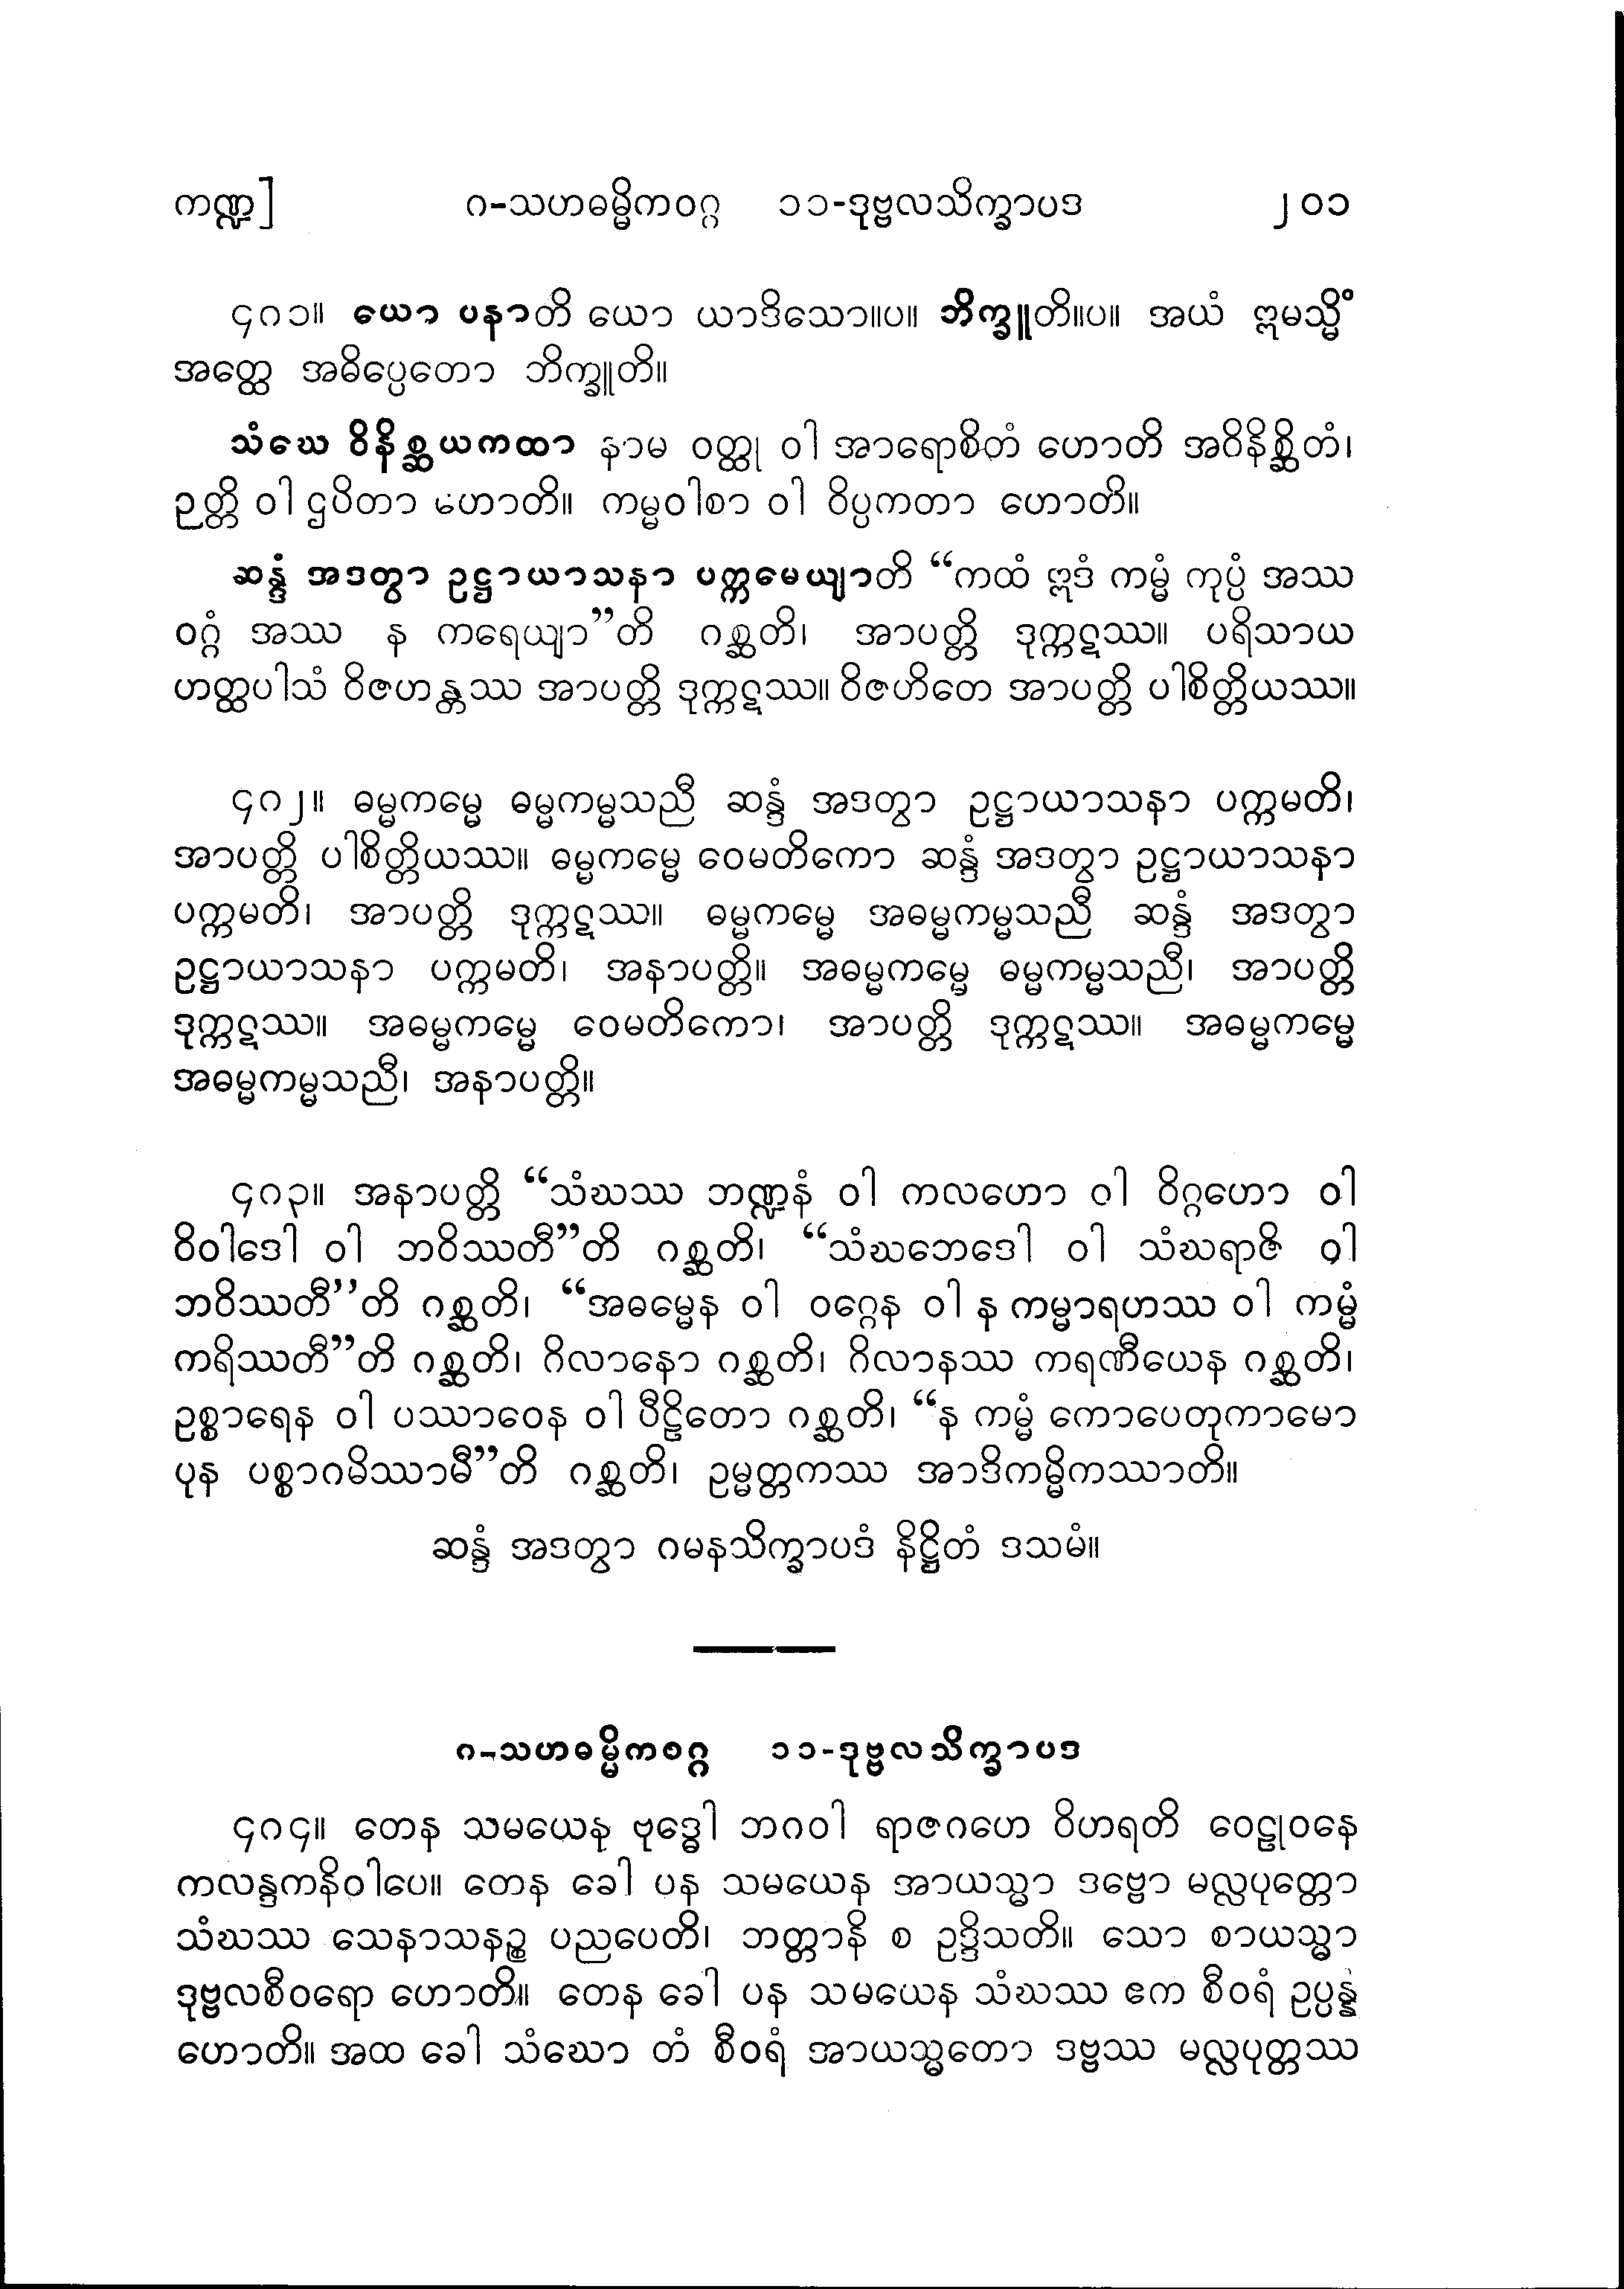 ကဏ္ဍ] ဂ-သဟဓမ္မိကဝဂ္ဂ ၁၁-ဒုဗ္ဗလသိက္ခာပဒ ၂၀၁
၄၈၁။ ယော ပနာတိ ယော ယာဒိသော။ပ။ ဘိက္ခူတိ။ပ။ အယံ ဣမသ္မိံ
အတ္ထေ အဓိပ္ပေတော ဘိက္ခူတိ။
သံဃေ ဝိနိစ္ဆယကထာ နာမ ဝတ္ထု ဝါ အာရောစိတံ ဟောတိ အဝိနိစ္ဆိတံ၊
ဉတ္တိ ဝါ ဌပိတာ ဟောတိ။ ကမ္မဝါစာ ဝါ ဝိပ္ပကတာ ဟောတိ။
ဆန္ဒံ အဒတွာ ဥဋ္ဌာယာသနာ ပက္ကမေယျာတိ “ကထံ ဣဒံ ကမ္မံ ကုပ္ပံ အဿ
ဝဂ္ဂံ အဿ န ကရေယျာ”တိ ဂစ္ဆတိ၊ အာပတ္တိ ဒုက္ကဋဿ။ ပရိသာယ
ဟတ္ထပါသံ ဝိဇဟန္တဿ အာပတ္တိ ဒုက္ကဋဿ။ ဝိဇဟိတေ အာပတ္တိ ပါစိတ္တိယဿ။
၄၈၂။ ဓမ္မကမ္မေ ဓမ္မကမ္မသညီ ဆန္ဒံ အဒတွာ ဥဋ္ဌာယာသနာ ပက္ကမတိ၊
အာပတ္တိ ပါစိတ္တိယဿ။ ဓမ္မကမ္မေ ဝေမတိကော ဆန္ဒံ အဒတွာ ဥဋ္ဌာယာသနာ
ပက္ကမတိ၊ အာပတ္တိ ဒုက္ကဋဿ။ ဓမ္မကမ္မေ အဓမ္မကမ္မသညီ ဆန္ဒံ အဒတွာ
ဥဋ္ဌာယာသနာ ပက္ကမတိ၊ အနာပတ္တိ။ အဓမ္မကမ္မေ ဓမ္မကမ္မသညီ၊ အာပတ္တိ
ဒုက္ကဋဿ။ အဓမ္မကမ္မေ ဝေမတိကော၊ အာပတ္တိ ဒုက္ကဋဿ။ အဓမ္မကမ္မေ
အဓမ္မကမ္မသညီ၊ အနာပတ္တိ။
၄၈၃။ အနာပတ္တိ “သံဃဿ ဘဏ္ဍနံ ဝါ ကလဟော ဝါ ဝိဂ္ဂဟော ဝါ
ဝိဝါဒေါ ဝါ ဘဝိဿတီ”တိ ဂစ္ဆတိ၊ “သံဃဘေဒေါ ဝါ သံဃရာဇိ ဝါ
ဘဝိဿတီ”တိ ဂစ္ဆတိ၊ “အဓမ္မေန ဝါ ဝဂ္ဂေန ဝါ န ကမ္မာရဟဿ ဝါ ကမ္မံ
ကရိဿတီ”တိ ဂစ္ဆတိ၊ ဂိလာနော ဂစ္ဆတိ၊ ဂိလာနဿ ကရဏီယေန ဂစ္ဆတိ၊
ဥစ္စာရေန ဝါ ပဿာဝေန ဝါ ပီဠိတော ဂစ္ဆတိ၊ “န ကမ္မံ ကောပေတုကာမော
ပုန ပစ္စာဂမိဿာမီ”တိ ဂစ္ဆတိ၊ ဥမ္မတ္တကဿ အာဒိကမ္မိကဿာတိ။
ဆန္ဒံ အဒတွာ ဂမနသိက္ခာပဒံ နိဋ္ဌိတံ ဒသမံ။
ဂ-သဟဓမ္မိကဝဂ္ဂ ၁၁-ဒုဗ္ဗလသိက္ခာပဒ
၄၈၄။ တေန သမယေန ဗုဒ္ဓေါ ဘဂဝါ ရာဇဂဟေ ဝိဟရတိ ဝေဠုဝနေ
ကလန္ဒကနိဝါပေ။ တေန ခေါ ပန သမယေန အာယသ္မာ ဒဗ္ဗော မလ္လပုတ္တော
သံဃဿ သေနာသနဉ္စ ပညပေတိ၊ ဘတ္တာနိ စ ဥဒ္ဒိသတိ။ သော စာယသ္မာ
ဒုဗ္ဗလစီဝရော ဟောတိ။ တေန ခေါ ပန သမယေန သံဃဿ ဧကံ စီဝရံ ဥပ္ပန္နံ
ဟောတိ။ အထ ခေါ သံဃော တံ စီဝရံ အာယသ္မတော ဒဗ္ဗဿ မလ္လပုတ္တဿ